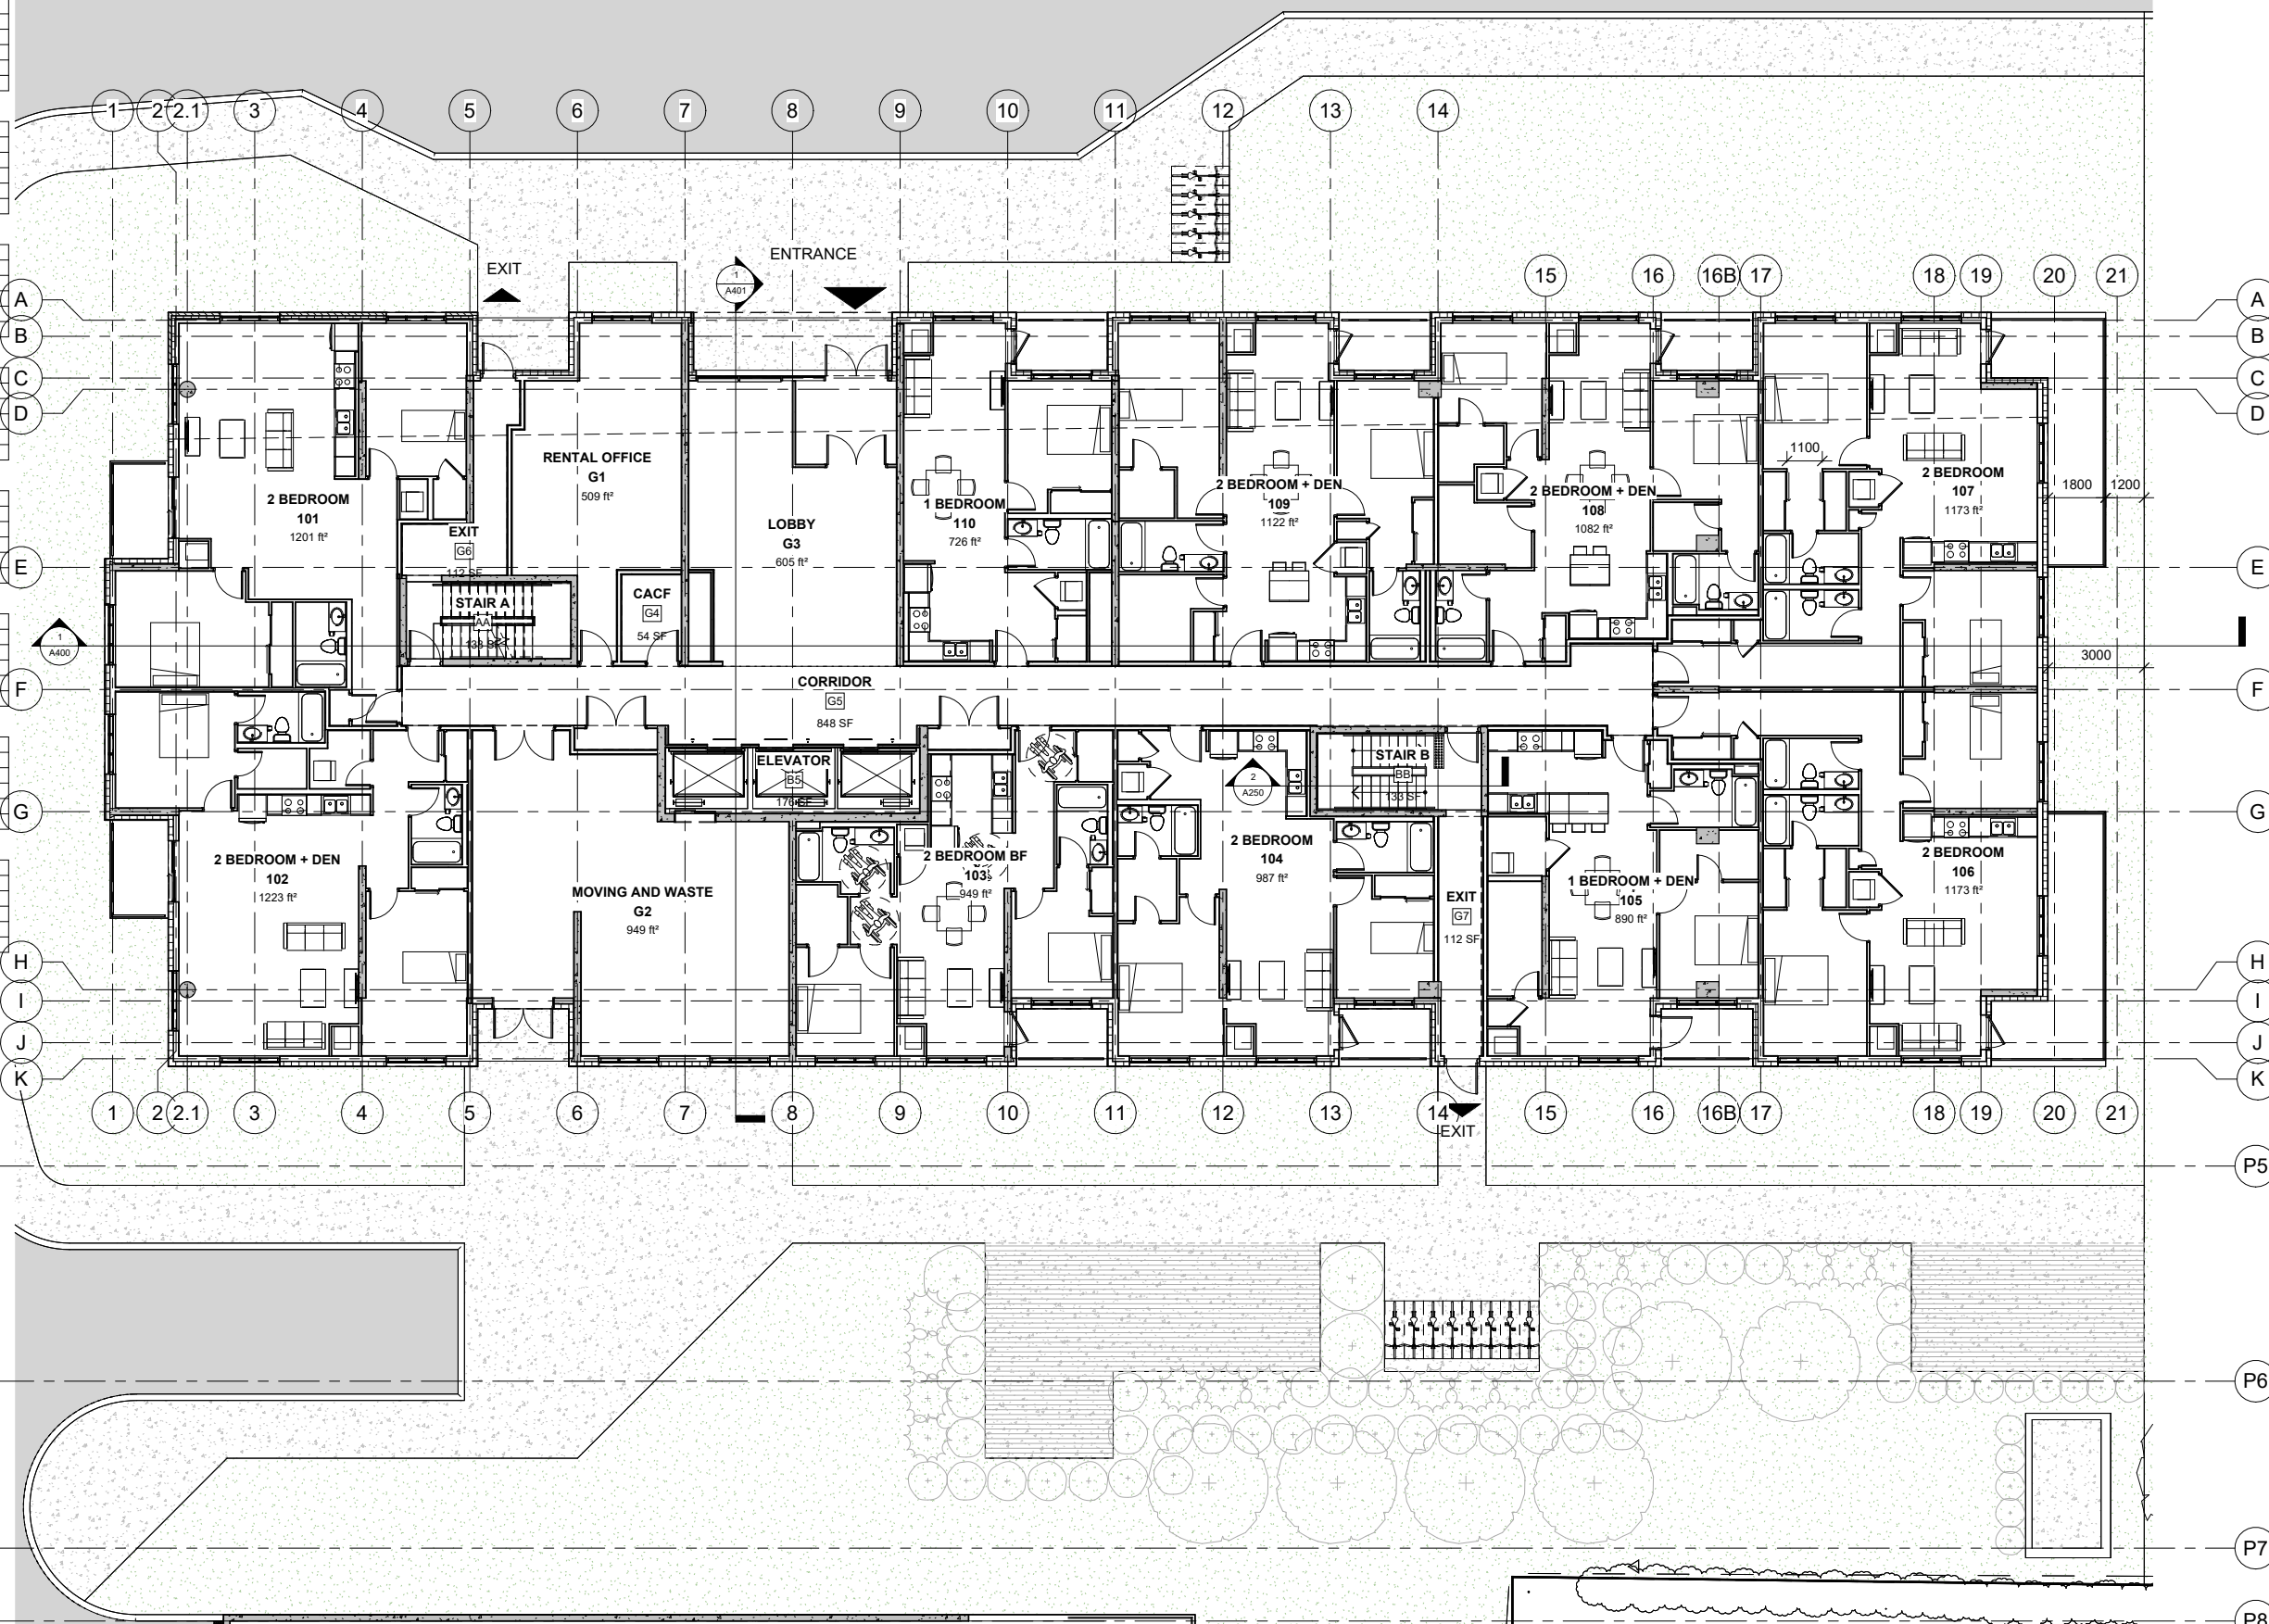 1 2 2.1 3 4 5 6 7 8 9 10 11 12 13 14
ENTRANCE
EXIT
1
A401
15 16 16B 17 18 19 20 21
A A
B B
C C
D D
1100
2 BEDROOM
107
1173 ft²
1800 1200
RENTAL OFFICE
G1
509 ft²
2 BEDROOM
101
1201 ft²
LOBBY
G3
605 ft²
1 BEDROOM
110
726 ft²
2 BEDROOM + DEN
109
1122 ft²
2 BEDROOM + DEN
108
1082 ft²
EXIT
G6
112 SF
E E
STAIR A
AA
133 SF
CACF
G4
54 SF
1
A400
3000
F F
CORRIDOR
G5
848 SF
ELEVATOR
B5
176 SF
STAIR B
BB
133 SF
2
A250
G G
2 BEDROOM + DEN
102
1223 ft²
MOVING AND WASTE
G2
949 ft²
2 BEDROOM BF
103
949 ft²
2 BEDROOM
104
987 ft²
EXIT
G7
112 SF
1 BEDROOM + DEN
105
890 ft²
2 BEDROOM
106
1173 ft²
H H
I I
J J
K K
1 2 2.1 3 4 5 6 7 8 9 10 11 12 13 14 15 16 16B 17 18 19 20 21
EXIT
P5
P6
P7
P8